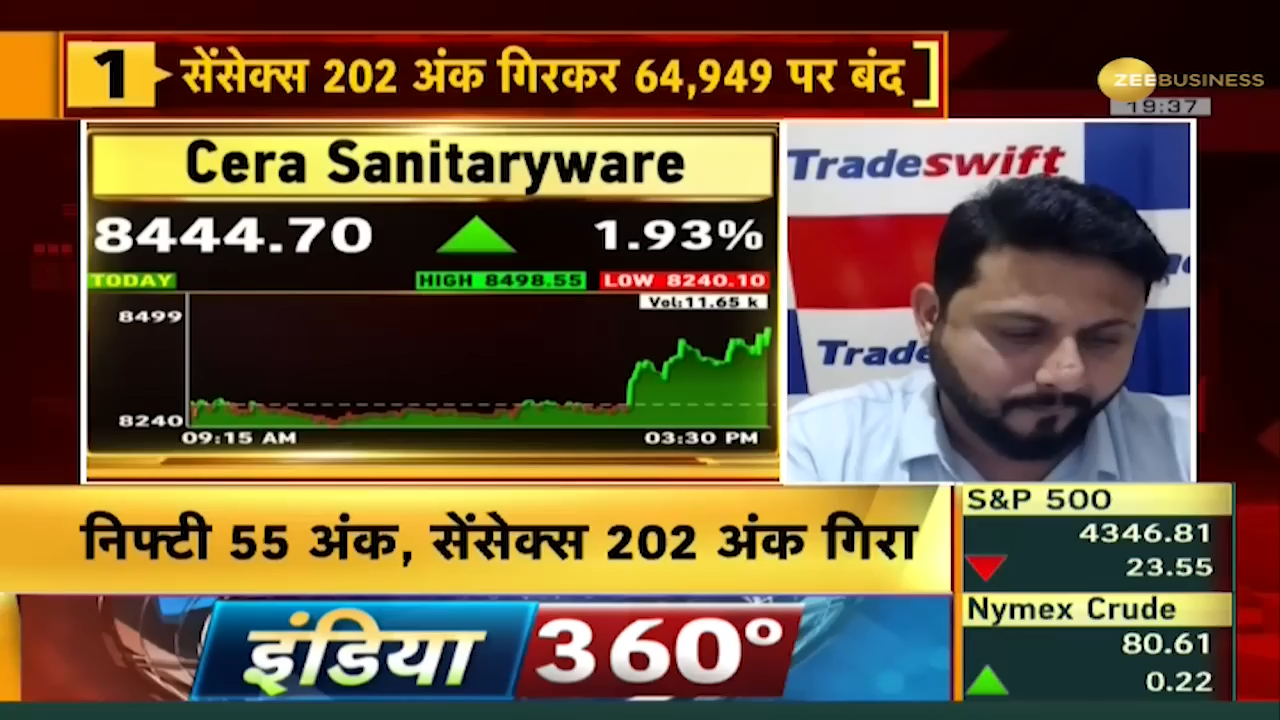 1
सेंसेक्स 202 अंक गिरकर 64,949 पर बंद
ZEEBUSINESS
19:37
Cera Sanitaryware
8444.70
1.93%
TODAY
HIGH 8498.55
LOW 8240.10
Vol:11.65 k
8499
8240
09:15 AM
03:30 PM
Tradeswift
Trade
निफ्टी 55 अंक, सेंसेक्स 202 अंक गिरा
S&P 500
4346.81
23.55
Nymex Crude
80.61
0.22
इंडिया 360°